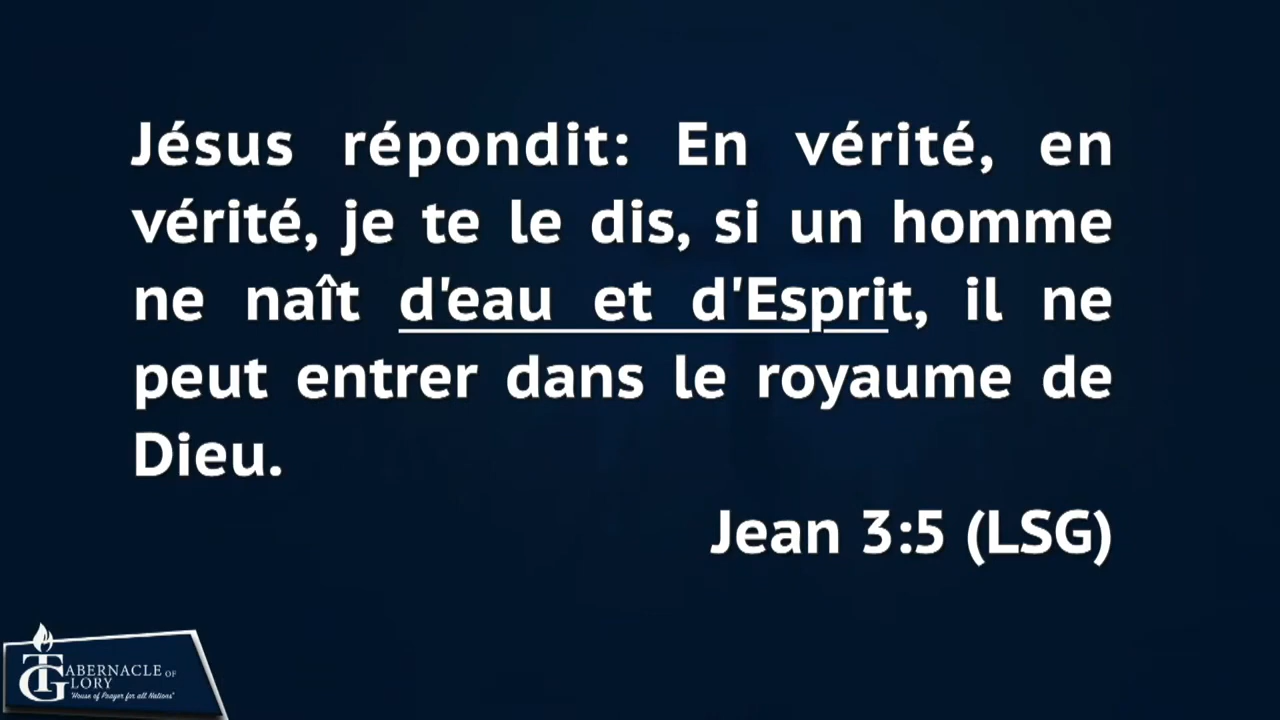 Jésus répondit: En vérité, en
vérité, je te le dis, si un homme
ne naît d'eau et d'Esprit, il ne
peut entrer dans le royaume de
Dieu.
Jean 3:5 (LSG)
TABERNACLE OF
GLORY
"House of Prayer for all Nations"